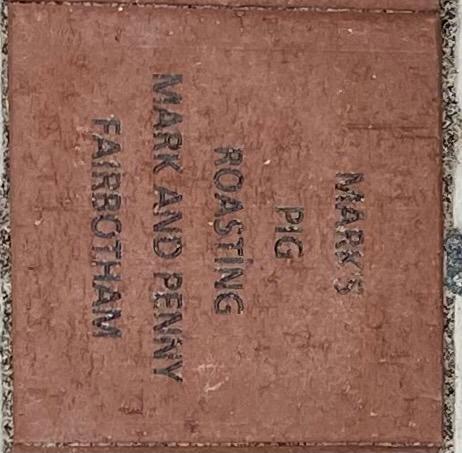 MARK'S
PIG
ROASTING
MARK AND PENNY
FAIRBOTHAM